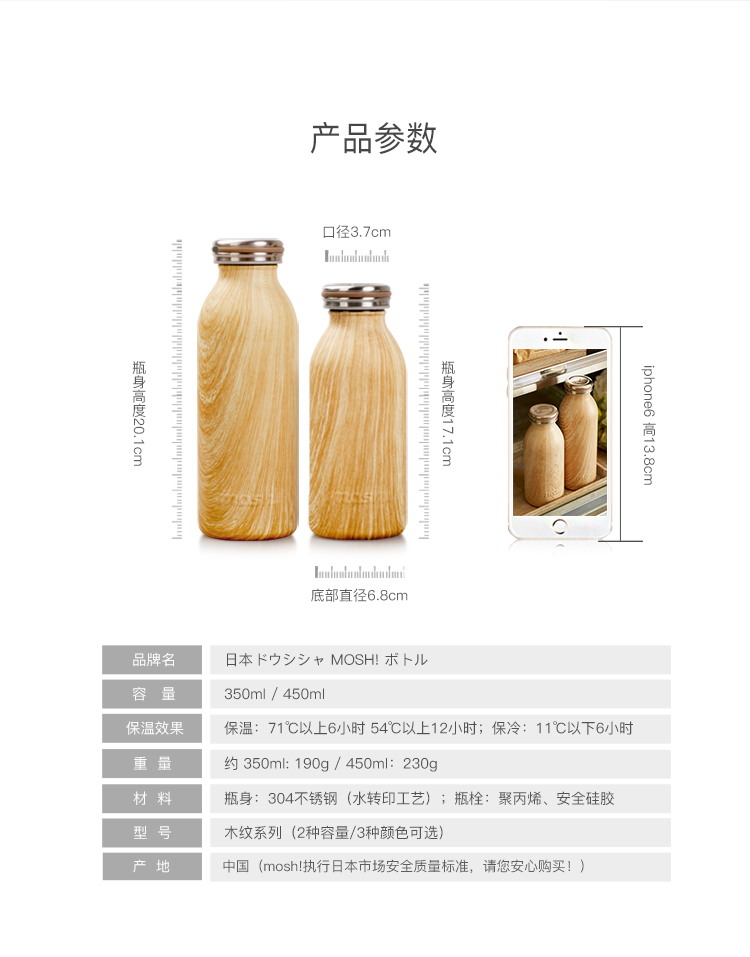 产品参数
口径3.7cm
瓶身高度20.1cm
瓶身高度17.1cm
iphone6 高13.8cm
mosh
mosh
底部直径6.8cm
品牌名 日本ドウシシャ MOSH! ボトル
容 量 350ml / 450ml
保温效果 保温：71℃以上6小时 54℃以上12小时；保冷：11℃以下6小时
重 量 约 350ml: 190g / 450ml：230g
材 料 瓶身：304不锈钢（水转印工艺）；瓶栓：聚丙烯、安全硅胶
型 号 木纹系列（2种容量/3种颜色可选）
产 地 中国（mosh!执行日本市场安全质量标准，请您安心购买！）